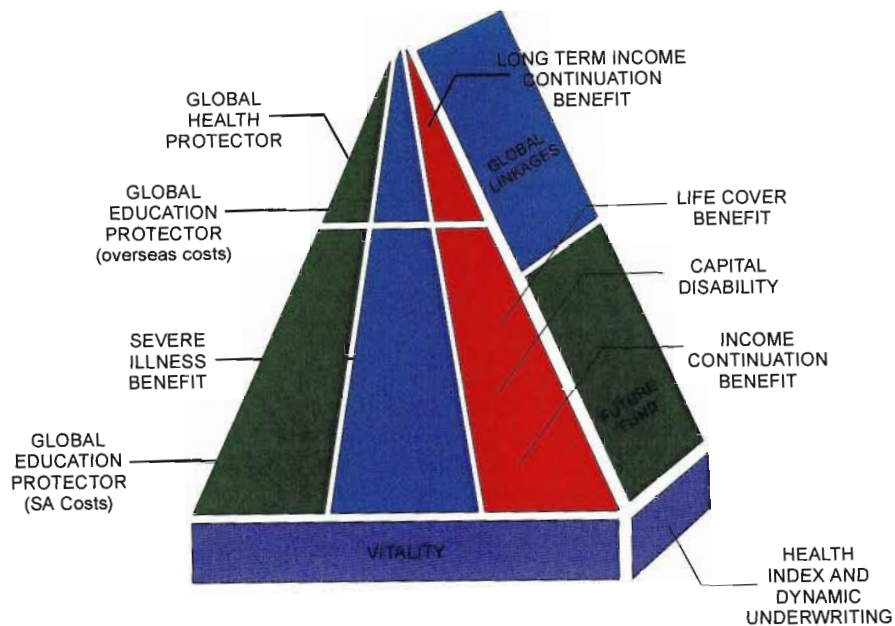 LONG TERM INCOME
CONTINUATION
BENEFIT
GLOBAL
HEALTH
PROTECTOR
GLOBAL
LINKAGES
GLOBAL
EDUCATION
PROTECTOR
(overseas costs)
LIFE COVER
BENEFIT
CAPITAL
DISABILITY
SEVERE
ILLNESS
BENEFIT
INCOME
CONTINUATION
BENEFIT
FUTURE
FUND
GLOBAL
EDUCATION
PROTECTOR
(SA Costs)
VITALITY
HEALTH
INDEX AND
DYNAMIC
UNDERWRITING